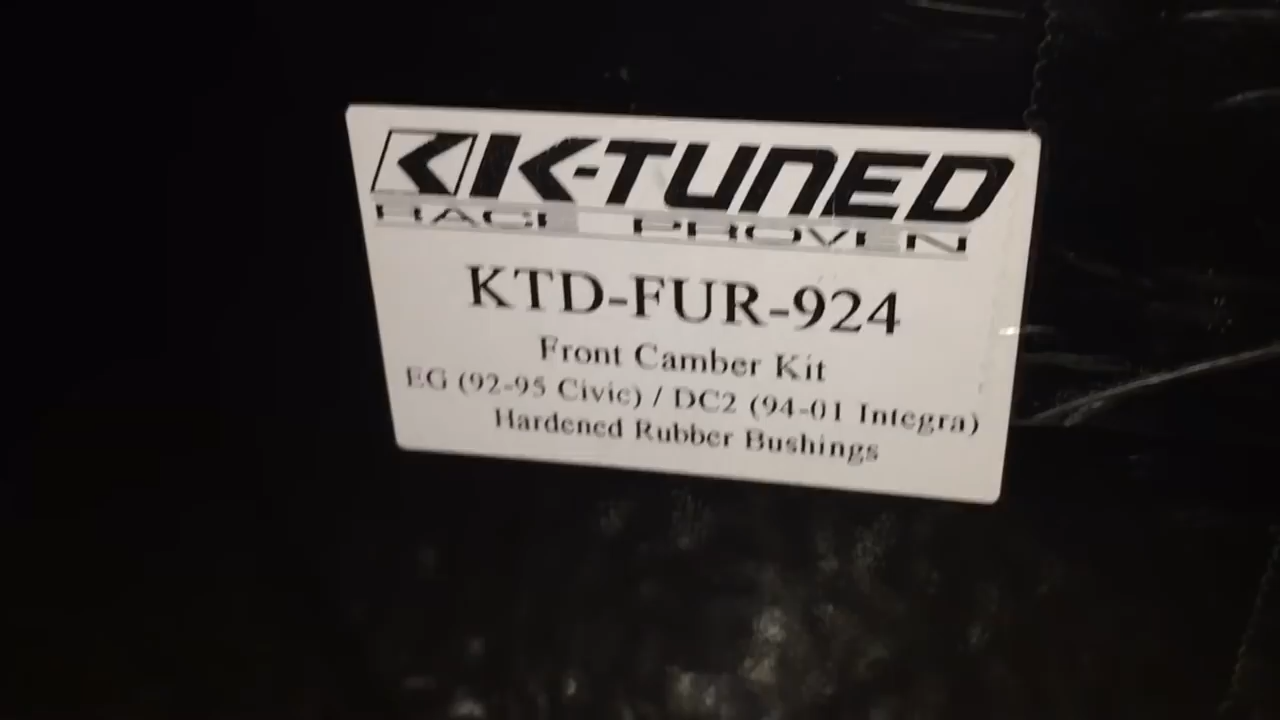 K-TUNED
RACE PROVEN
KTD-FUR-924
Front Camber Kit
EG (92-95 Civic) / DC2 (94-01 Integra)
Hardened Rubber Bushings